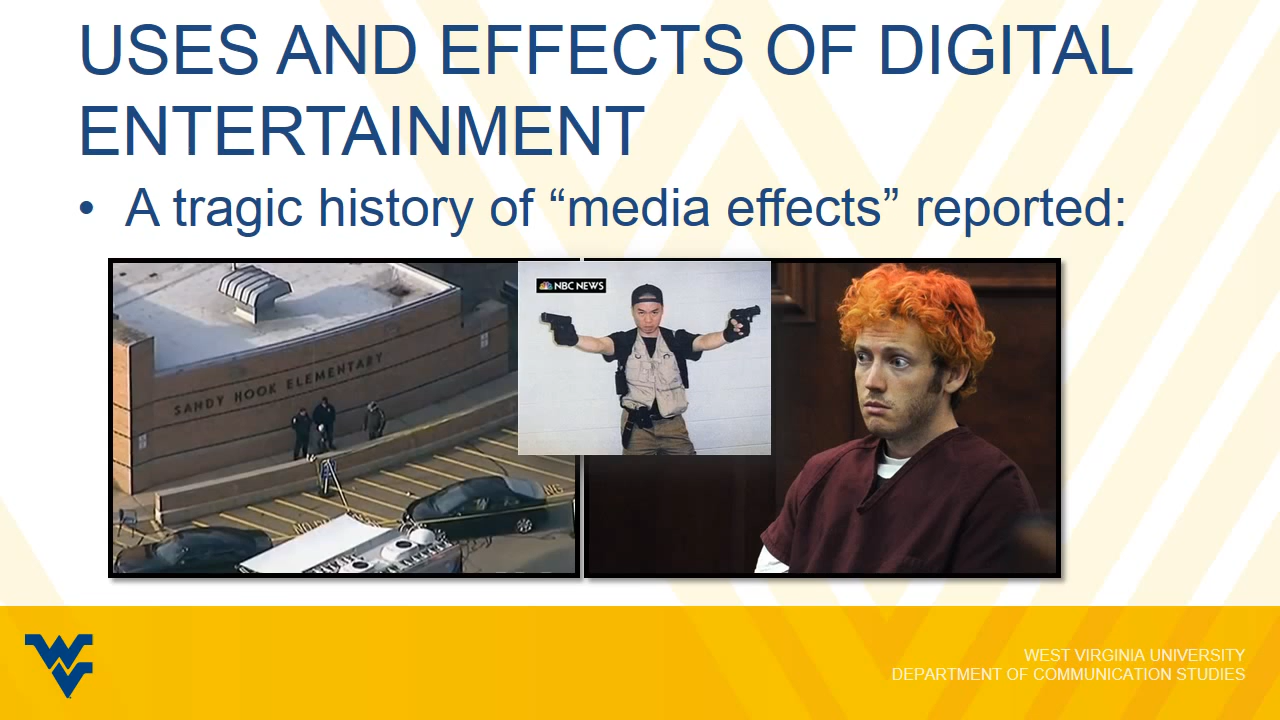 USES AND EFFECTS OF DIGITAL
ENTERTAINMENT
• A tragic history of “media effects” reported:
SANDY HOOK ELEMENTARY
NBC NEWS
WEST VIRGINIA UNIVERSITY
DEPARTMENT OF COMMUNICATION STUDIES